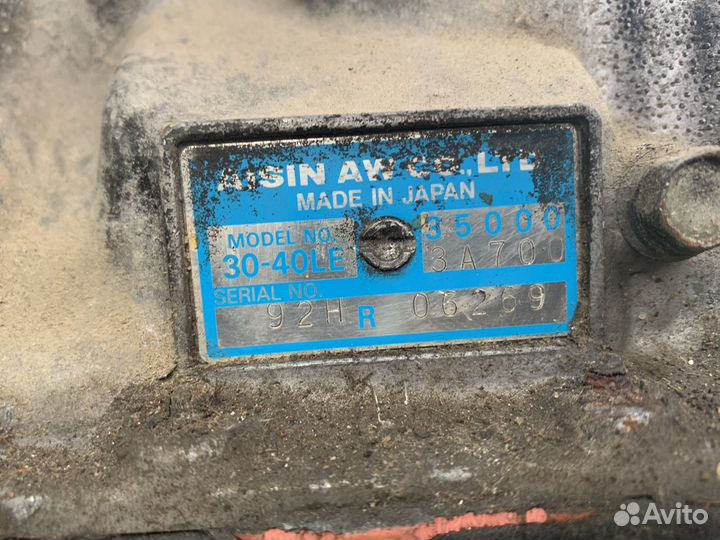 AISIN AW CO., LTD
MADE IN JAPAN
MODEL NO. 35000
30-40LE 3A700
SERIAL NO.
92H R 06269
Avito